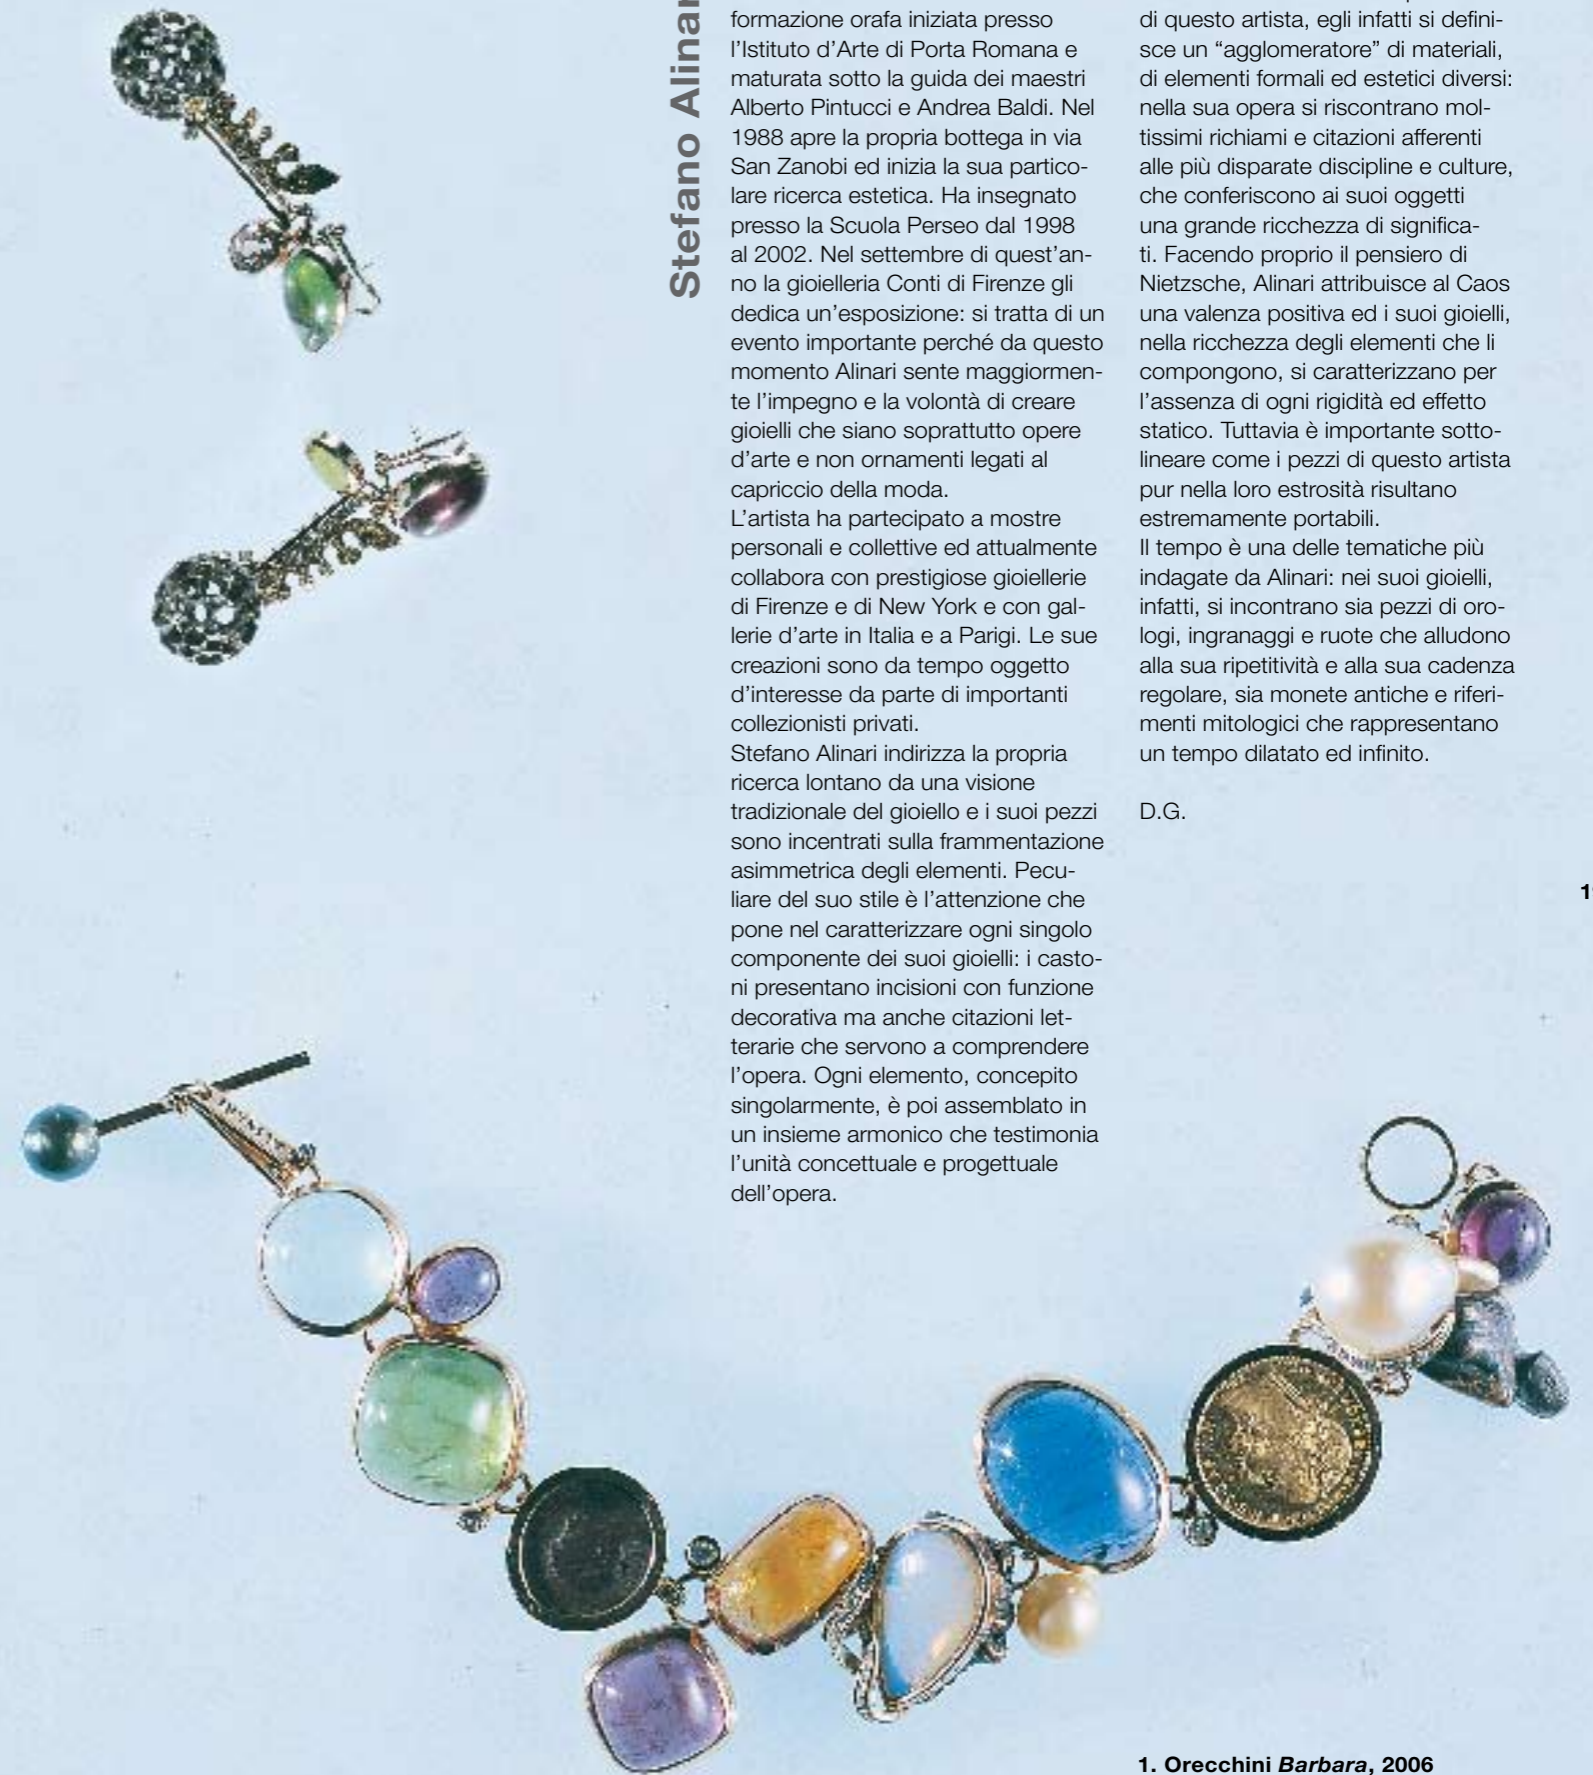 Stefano Alinar
formazione orafa iniziata presso
l’Istituto d’Arte di Porta Romana e
maturata sotto la guida dei maestri
Alberto Pintucci e Andrea Baldi. Nel
1988 apre la propria bottega in via
San Zanobi ed inizia la sua partico-
lare ricerca estetica. Ha insegnato
presso la Scuola Perseo dal 1998
al 2002. Nel settembre di quest’an-
no la gioielleria Conti di Firenze gli
dedica un’esposizione: si tratta di un
evento importante perché da questo
momento Alinari sente maggiormen-
te l’impegno e la volontà di creare
gioielli che siano soprattutto opere
d’arte e non ornamenti legati al
capriccio della moda.
L’artista ha partecipato a mostre
personali e collettive ed attualmente
collabora con prestigiose gioiellerie
di Firenze e di New York e con gal-
lerie d’arte in Italia e a Parigi. Le sue
creazioni sono da tempo oggetto
d’interesse da parte di importanti
collezionisti privati.
Stefano Alinari indirizza la propria
ricerca lontano da una visione
tradizionale del gioiello e i suoi pezzi
sono incentrati sulla frammentazione
asimmetrica degli elementi. Pecu-
liare del suo stile è l’attenzione che
pone nel caratterizzare ogni singolo
componente dei suoi gioielli: i casto-
ni presentano incisioni con funzione
decorativa ma anche citazioni let-
terarie che servono a comprendere
l’opera. Ogni elemento, concepito
singolarmente, è poi assemblato in
un insieme armonico che testimonia
l’unità concettuale e progettuale
dell’opera.
di questo artista, egli infatti si defini-
sce un “agglomeratore” di materiali,
di elementi formali ed estetici diversi:
nella sua opera si riscontrano mol-
tissimi richiami e citazioni afferenti
alle più disparate discipline e culture,
che conferiscono ai suoi oggetti
una grande ricchezza di significa-
ti. Facendo proprio il pensiero di
Nietzsche, Alinari attribuisce al Caos
una valenza positiva ed i suoi gioielli,
nella ricchezza degli elementi che li
compongono, si caratterizzano per
l’assenza di ogni rigidità ed effetto
statico. Tuttavia è importante sotto-
lineare come i pezzi di questo artista
pur nella loro estrosità risultano
estremamente portabili.
Il tempo è una delle tematiche più
indagate da Alinari: nei suoi gioielli,
infatti, si incontrano sia pezzi di oro-
logi, ingranaggi e ruote che alludono
alla sua ripetitività e alla sua cadenza
regolare, sia monete antiche e riferi-
menti mitologici che rappresentano
un tempo dilatato ed infinito.
D.G.
1. Orecchini Barbara, 2006